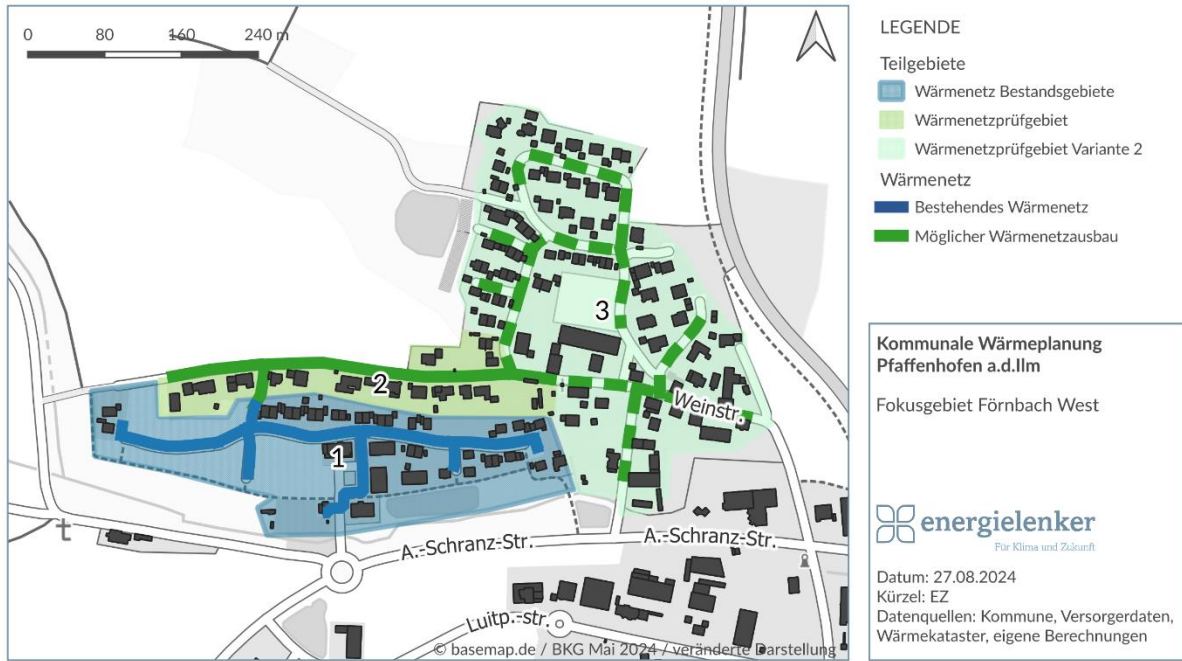 0 80 160 240 m
3
2
1
Weinstr.
A.-Schranz-Str.
A.-Schranz-Str.
t
Luitp.-str.
© basemap.de / BKG Mai 2024 / veränderte Darstellung
LEGENDE
Teilgebiete
Wärmenetz Bestandsgebiete
Wärmenetzprüfgebiet
Wärmenetzprüfgebiet Variante 2
Wärmenetz
Bestehendes Wärmenetz
Möglicher Wärmenetzausbau
Kommunale Wärmeplanung
Pfaffenhofen a.d.Ilm
Fokusgebiet Förnbach West
energielenker
Für Klima und Zukunft
Datum: 27.08.2024
Kürzel: EZ
Datenquellen: Kommune, Versorgerdaten,
Wärmekataster, eigene Berechnungen